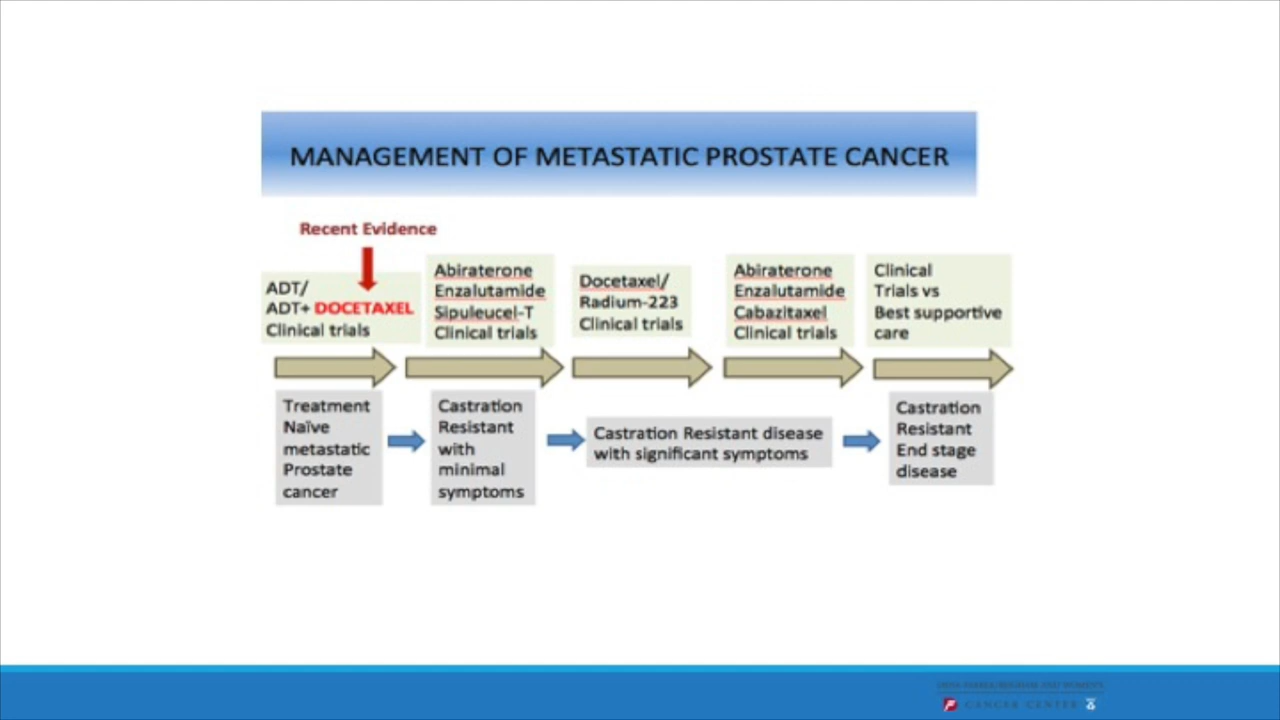 MANAGEMENT OF METASTATIC PROSTATE CANCER
Recent Evidence
ADT/
ADT+ DOCETAXEL
Clinical trials
Abiraterone
Enzalutamide
Sipuleucel-T
Clinical trials
Docetaxel/
Radium-223
Clinical trials
Abiraterone
Enzalutamide
Cabazitaxel
Clinical trials
Clinical
Trials vs
Best supportive
care
Treatment
Naïve
metastatic
Prostate
cancer
Castration
Resistant
with
minimal
symptoms
Castration Resistant disease
with significant symptoms
Castration
Resistant
End stage
disease
CANCER CENTER